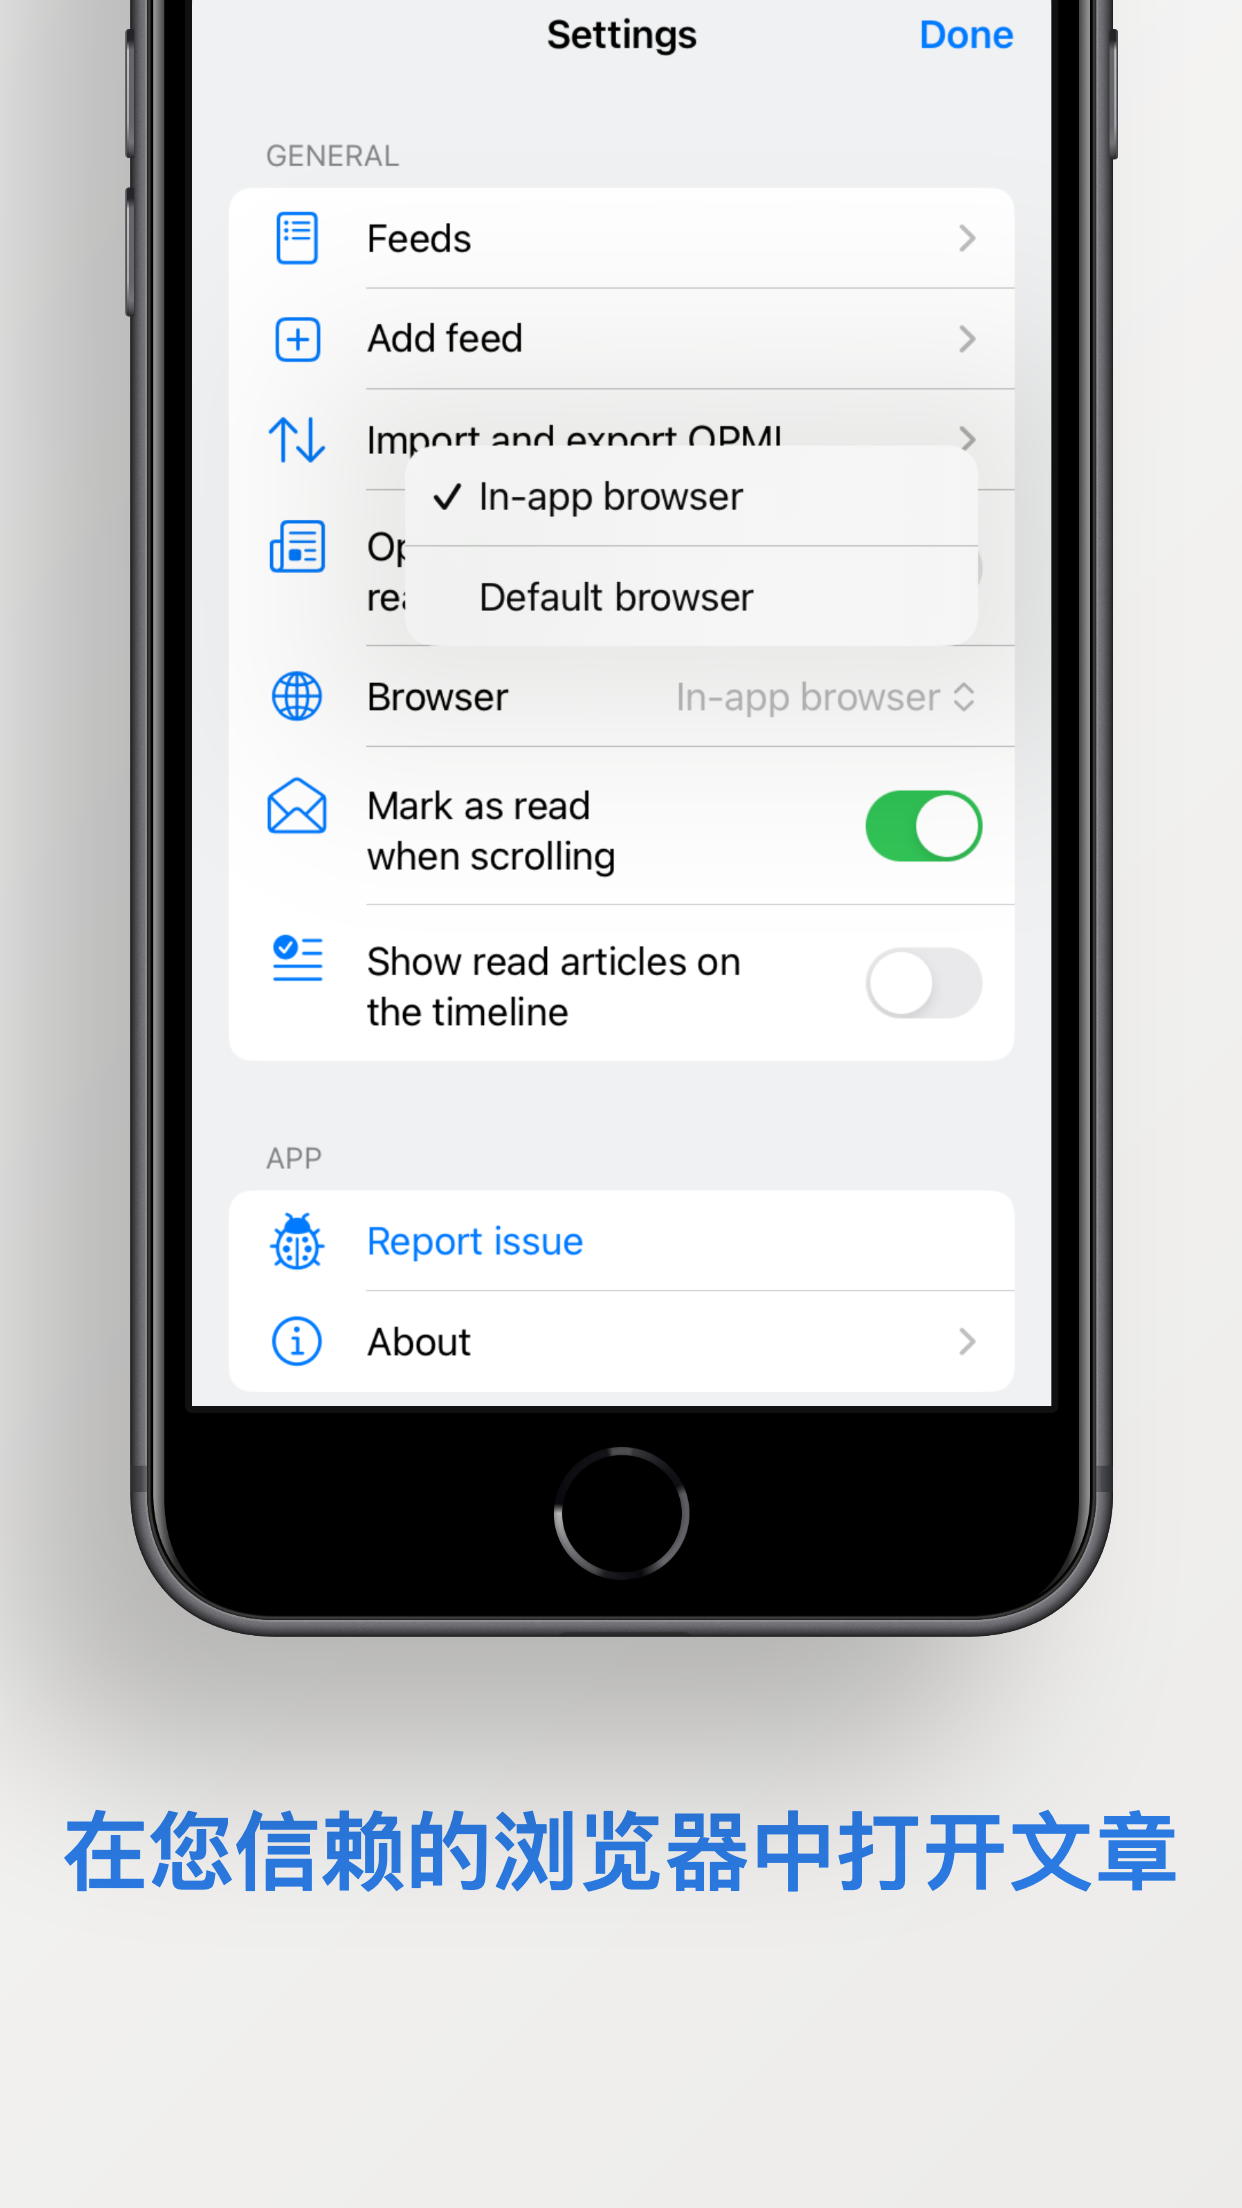 Settings
Done
GENERAL
Feeds
Add feed
Import and export OPML
In-app browser
Default browser
Browser
In-app browser
Mark as read
when scrolling
Show read articles on
the timeline
APP
Report issue
About
在您信赖的浏览器中打开文章